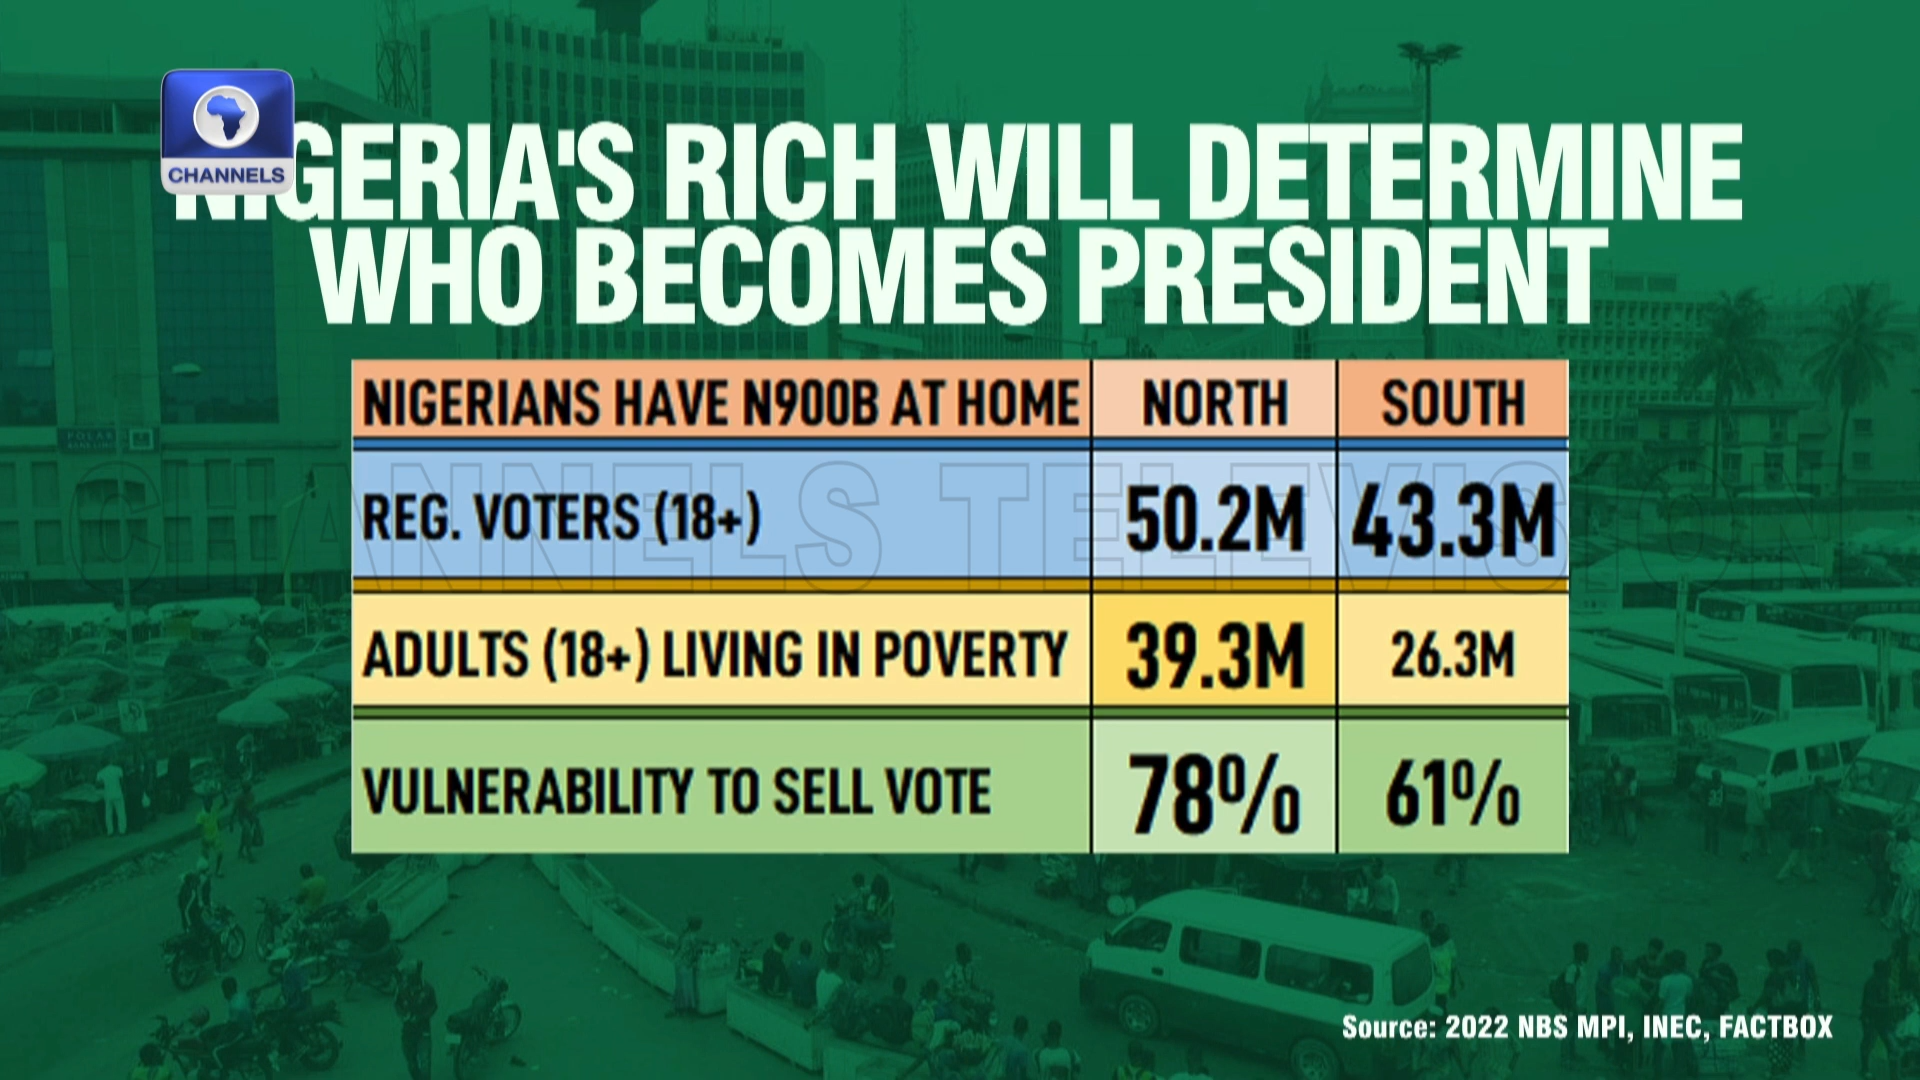 CHANNELS
NIGERIA'S RICH WILL DETERMINE
WHO BECOMES PRESIDENT
NIGERIANS HAVE N900B AT HOME NORTH SOUTH
REG. VOTERS (18+) 50.2M 43.3M
CHANNELS TELEVISION
ADULTS (18+) LIVING IN POVERTY 39.3M 26.3M
VULNERABILITY TO SELL VOTE 78% 61%
Source: 2022 NBS MPI, INEC, FACTBOX